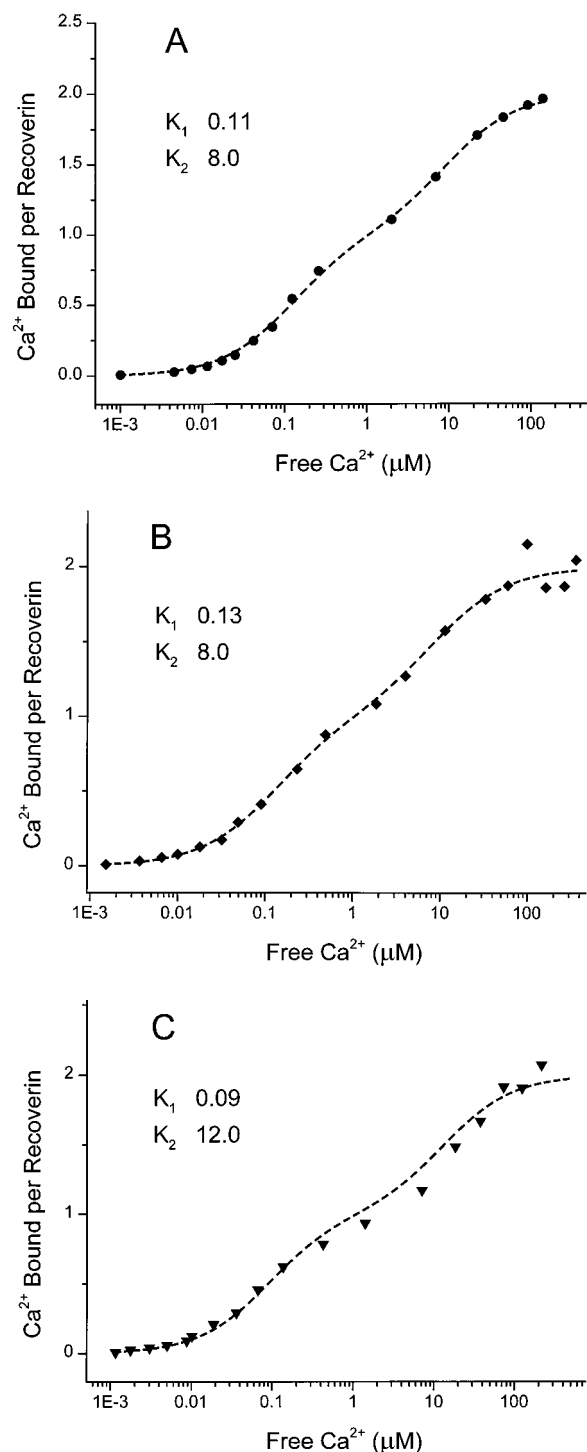 A
K₁ 0.11
K₂ 8.0
2.5
2.0
1.5
1.0
0.5
0.0
Ca²⁺ Bound per Recoverin
1E-3 0.01 0.1 1 10 100
Free Ca²⁺ (μM)
B
K₁ 0.13
K₂ 8.0
2
1
0
Ca²⁺ Bound per Recoverin
1E-3 0.01 0.1 1 10 100
Free Ca²⁺ (μM)
C
K₁ 0.09
K₂ 12.0
2
1
0
Ca²⁺ Bound per Recoverin
1E-3 0.01 0.1 1 10 100
Free Ca²⁺ (μM)